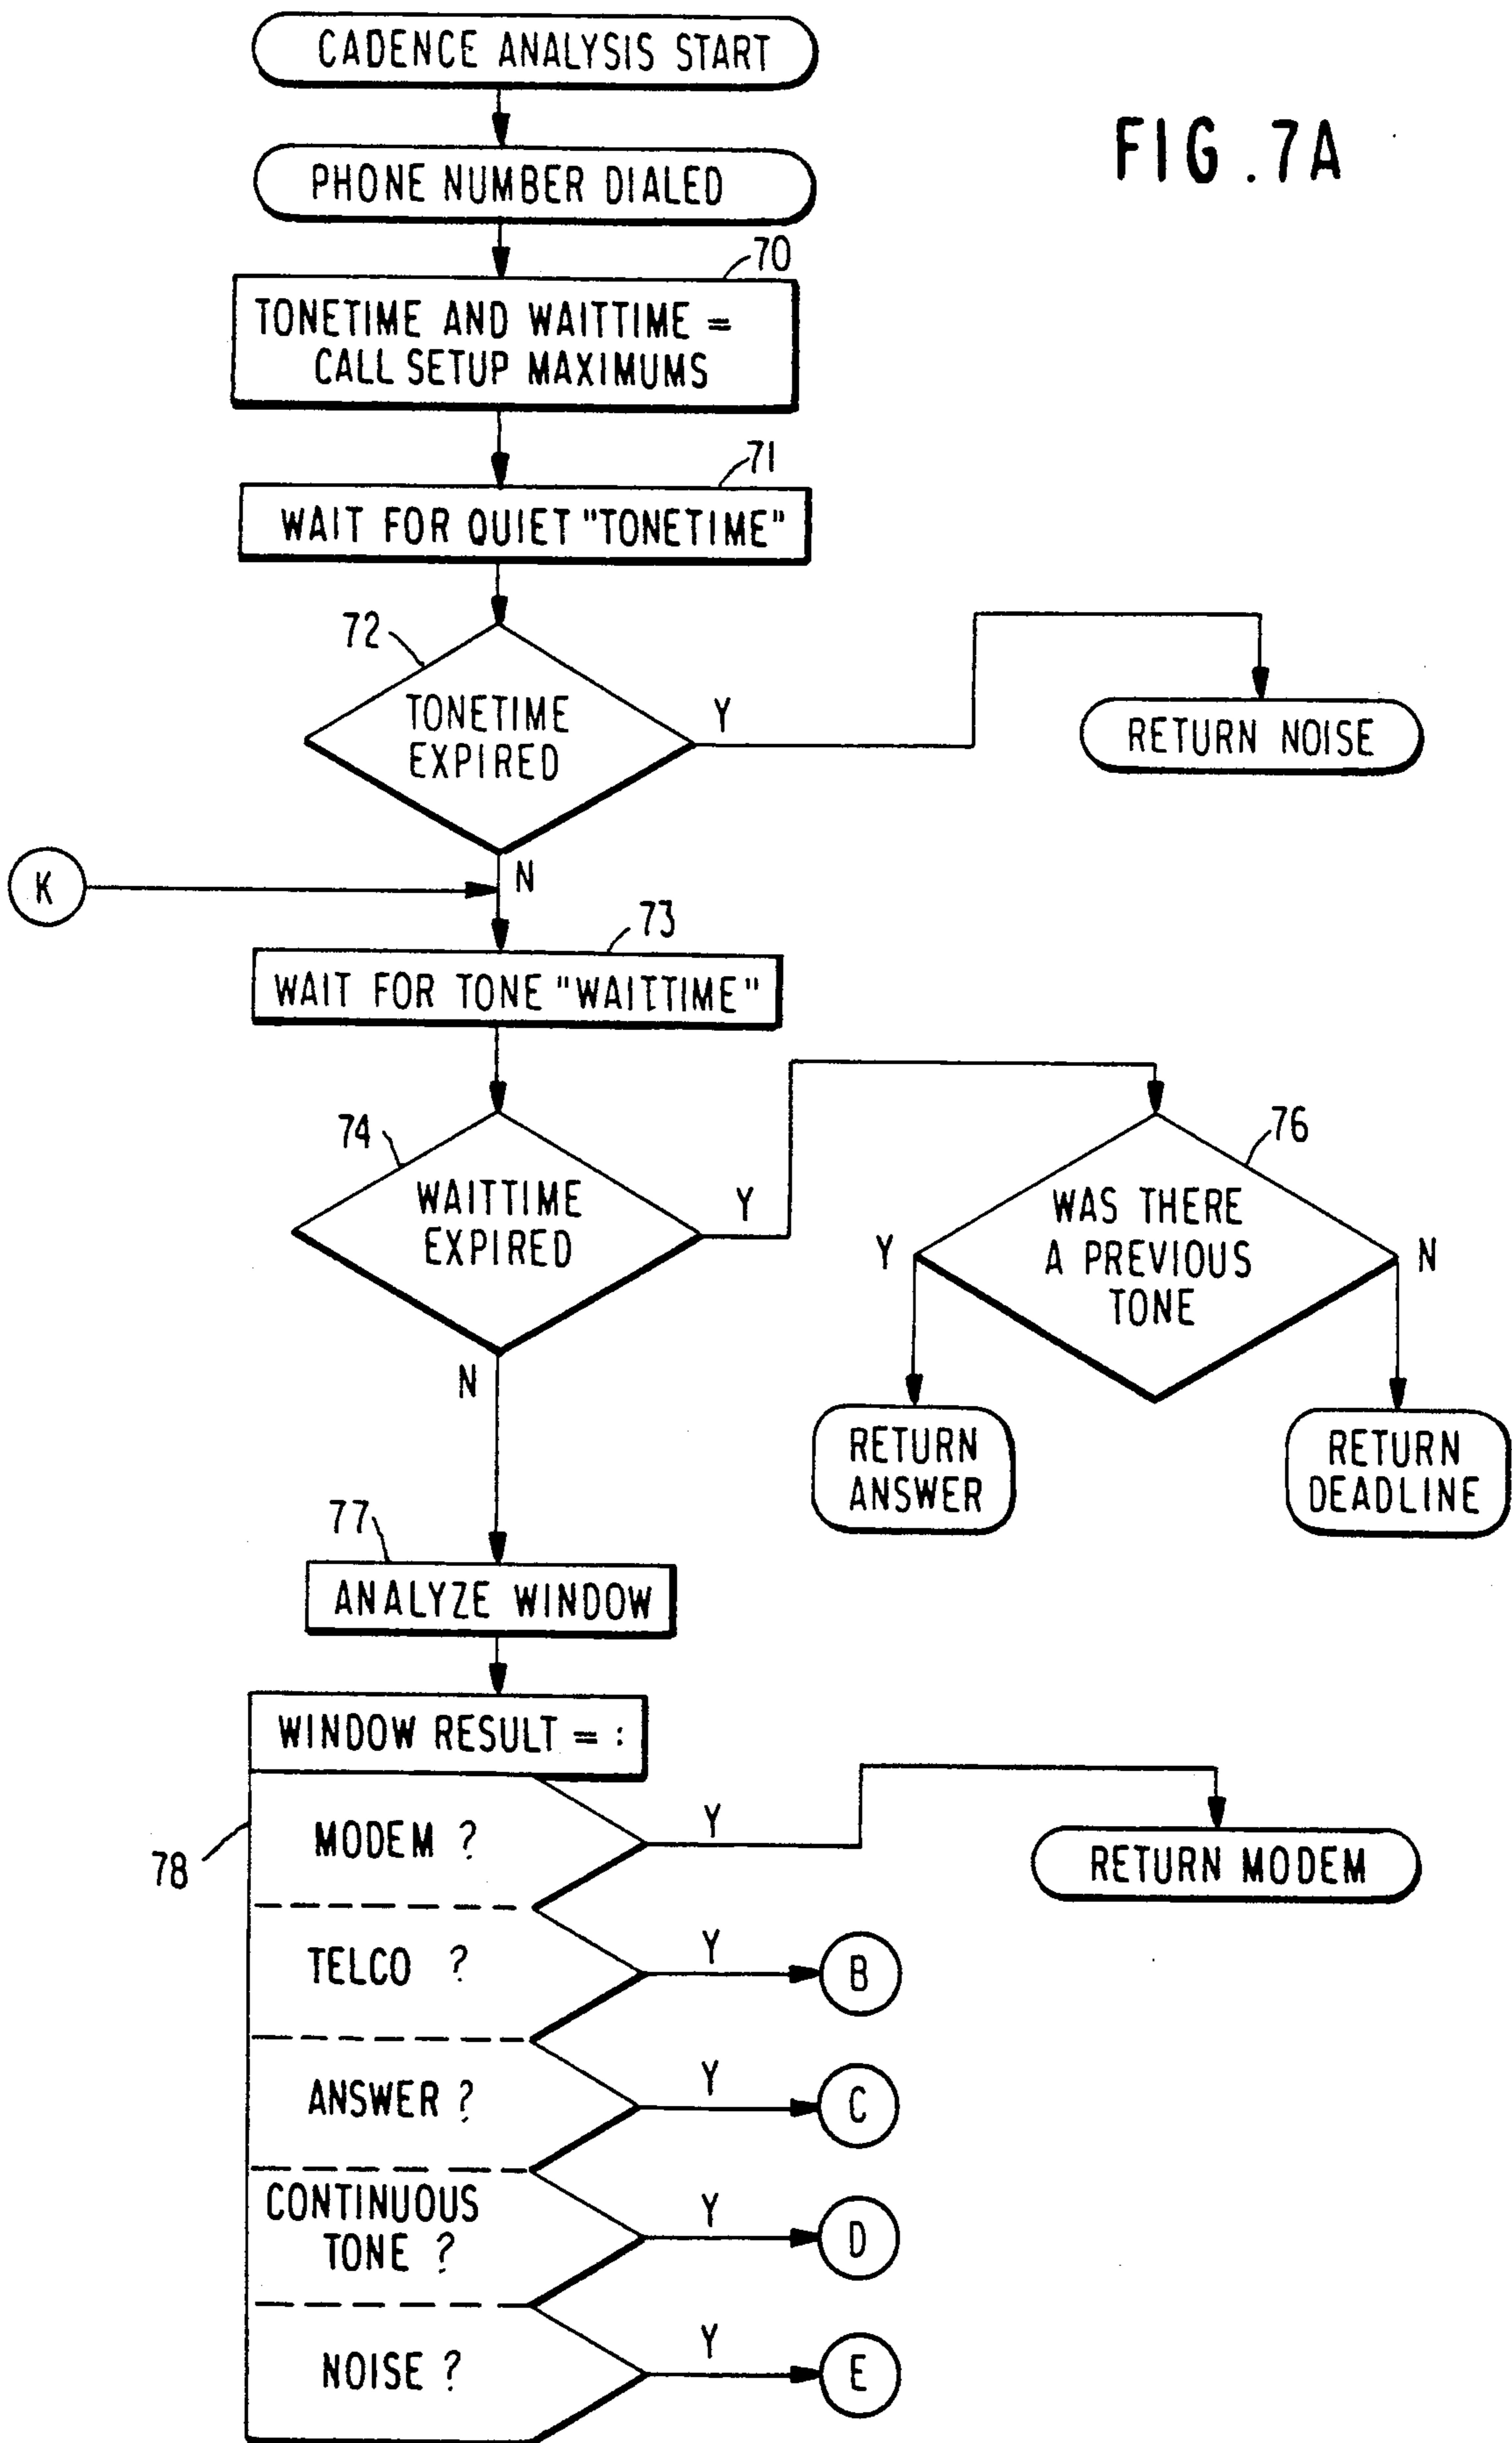 CADENCE ANALYSIS START
FIG. 7A
PHONE NUMBER DIALED
70
TONETIME AND WAITTIME =
CALL SETUP MAXIMUMS
71
WAIT FOR QUIET "TONETIME"
72
TONETIME
EXPIRED
Y
RETURN NOISE
N
K
73
WAIT FOR TONE "WAITTIME"
74
WAITTIME
EXPIRED
Y
76
WAS THERE
A PREVIOUS
TONE
Y
N
RETURN
ANSWER
RETURN
DEADLINE
N
77
ANALYZE WINDOW
WINDOW RESULT = :
78
MODEM ?
Y
RETURN MODEM
TELCO ?
Y
B
ANSWER ?
Y
C
CONTINUOUS
TONE ?
Y
D
NOISE ?
Y
E